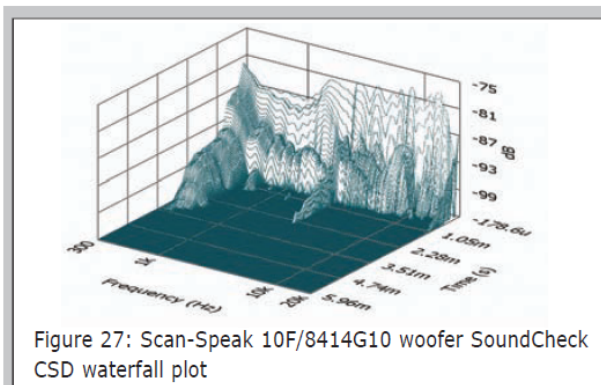 -75
-81
-87
dB
-93
-99
-178.6u
1.05m
2.28m
3.51m
4.74m
5.96m
Time (s)
300
1k
10k
20k
Frequency (Hz)
Figure 27: Scan-Speak 10F/8414G10 woofer SoundCheck
CSD waterfall plot